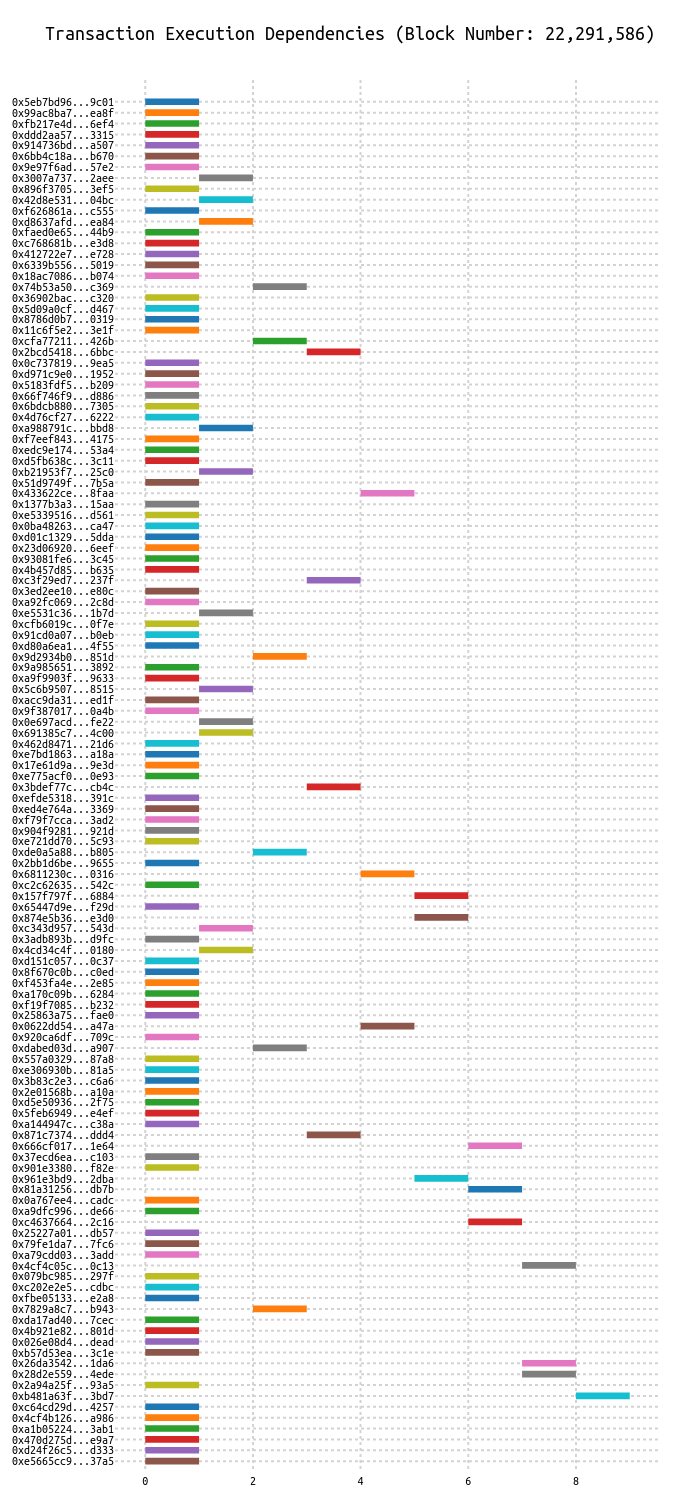 Transaction Execution Dependencies (Block Number: 22,291,586)
0x5eb7bd96...9c01
0x99ac8ba7...ea8f
0xfb217e4d...6ef4
0xddd2aa57...3315
0x914736bd...a507
0x6bb4c18a...b670
0x9e97f6ad...57e2
0x3007a737...2aee
0x896f3705...3ef5
0x42d8e531...04bc
0xf626861a...c555
0xd8637afd...ea84
0xfaed0e65...44b9
0xc768681b...e3d8
0x412722e7...e728
0x6339b556...5019
0x18ac7086...b074
0x74b53a50...c369
0x36902bac...c320
0x5d09a0cf...d467
0x8786d0b7...0319
0x11c6f5e2...3e1f
0xcfa77211...426b
0x2bcd5418...6bbc
0x0c737819...9ea5
0xd971c9e0...1952
0x5183fdf5...b209
0x66f746f9...d886
0x6bdcb880...7305
0x4d76cf27...6222
0xa988791c...bbd8
0xf7eef843...4175
0xedc9e174...53a4
0xd5fb638c...3c11
0xb21953f7...25c0
0x51d9749f...7b5a
0x433622ce...8faa
0x1377b3a3...15aa
0xe5339516...d561
0x0ba48263...ca47
0xd01c1329...5dda
0x23d06920...6eef
0x93081fe6...3c45
0x4b457d85...b635
0xc3f29ed7...237f
0x3ed2ee10...e80c
0xa92fc069...2c8d
0xe5531c36...1b7d
0xcfb6019c...0f7e
0x91cd0a07...b0eb
0xd80a6ea1...4f55
0x9d2934b0...851d
0x9a985651...3892
0xa9f9903f...9633
0x5c6b9507...8515
0xacc9da31...ed1f
0x9f387017...0a4b
0x0e697acd...fe22
0x691385c7...4c00
0x462d8471...21d6
0xe7bd1863...a18a
0x17e61d9a...9e3d
0xe775acf0...0e93
0x3bdef77c...cb4c
0xefde5318...391c
0xed4e764a...3369
0xf79f7cca...3ad2
0x904f9281...921d
0xe721dd70...5c93
0xde0a5a88...b805
0x2bb1d6be...9655
0x6811230c...0316
0xc2c62635...542c
0x157f797f...6884
0x65447d9e...f29d
0x874e5b36...e3d0
0xc343d957...543d
0x3adb893b...d9fc
0x4cd34c4f...0180
0xd151c057...0c37
0x8f670c0b...c0ed
0xf453fa4e...2e85
0xa170c09b...6284
0xf19f7085...b232
0x25863a75...fae0
0x0622dd54...a47a
0x920ca6df...709c
0xdabed03d...a907
0x557a0329...87a8
0xe306930b...81a5
0x3b83c2e3...c6a6
0x2e01568b...a10a
0xd5e50936...2f75
0x5feb6949...e4ef
0xa144947c...c38a
0x871c7374...ddd4
0x666cf017...1e64
0x37ecd6ea...c103
0x901e3380...f82e
0x961e3bd9...2dba
0x81a31256...db7b
0x0a767ee4...cadc
0xa9dfc996...de66
0xc4637664...2c16
0x25227a01...db57
0x79fe1da7...7fc6
0xa79cdd03...3add
0x4cf4c05c...0c13
0x079bc985...297f
0xc202e2e5...cdbc
0xfbe05133...e2a8
0x7829a8c7...b943
0xda17ad40...7cec
0x4b921e82...801d
0x026e08d4...dead
0xb57d53ea...3c1e
0x26da3542...1da6
0x28d2e559...4ede
0x2a94a25f...93a5
0xb481a63f...3bd7
0xc64cd29d...4257
0x4cf4b126...a986
0xa1b05224...3ab1
0x470d275d...e9a7
0xd24f26c5...d333
0xe5665cc9...37a5
0 2 4 6 8